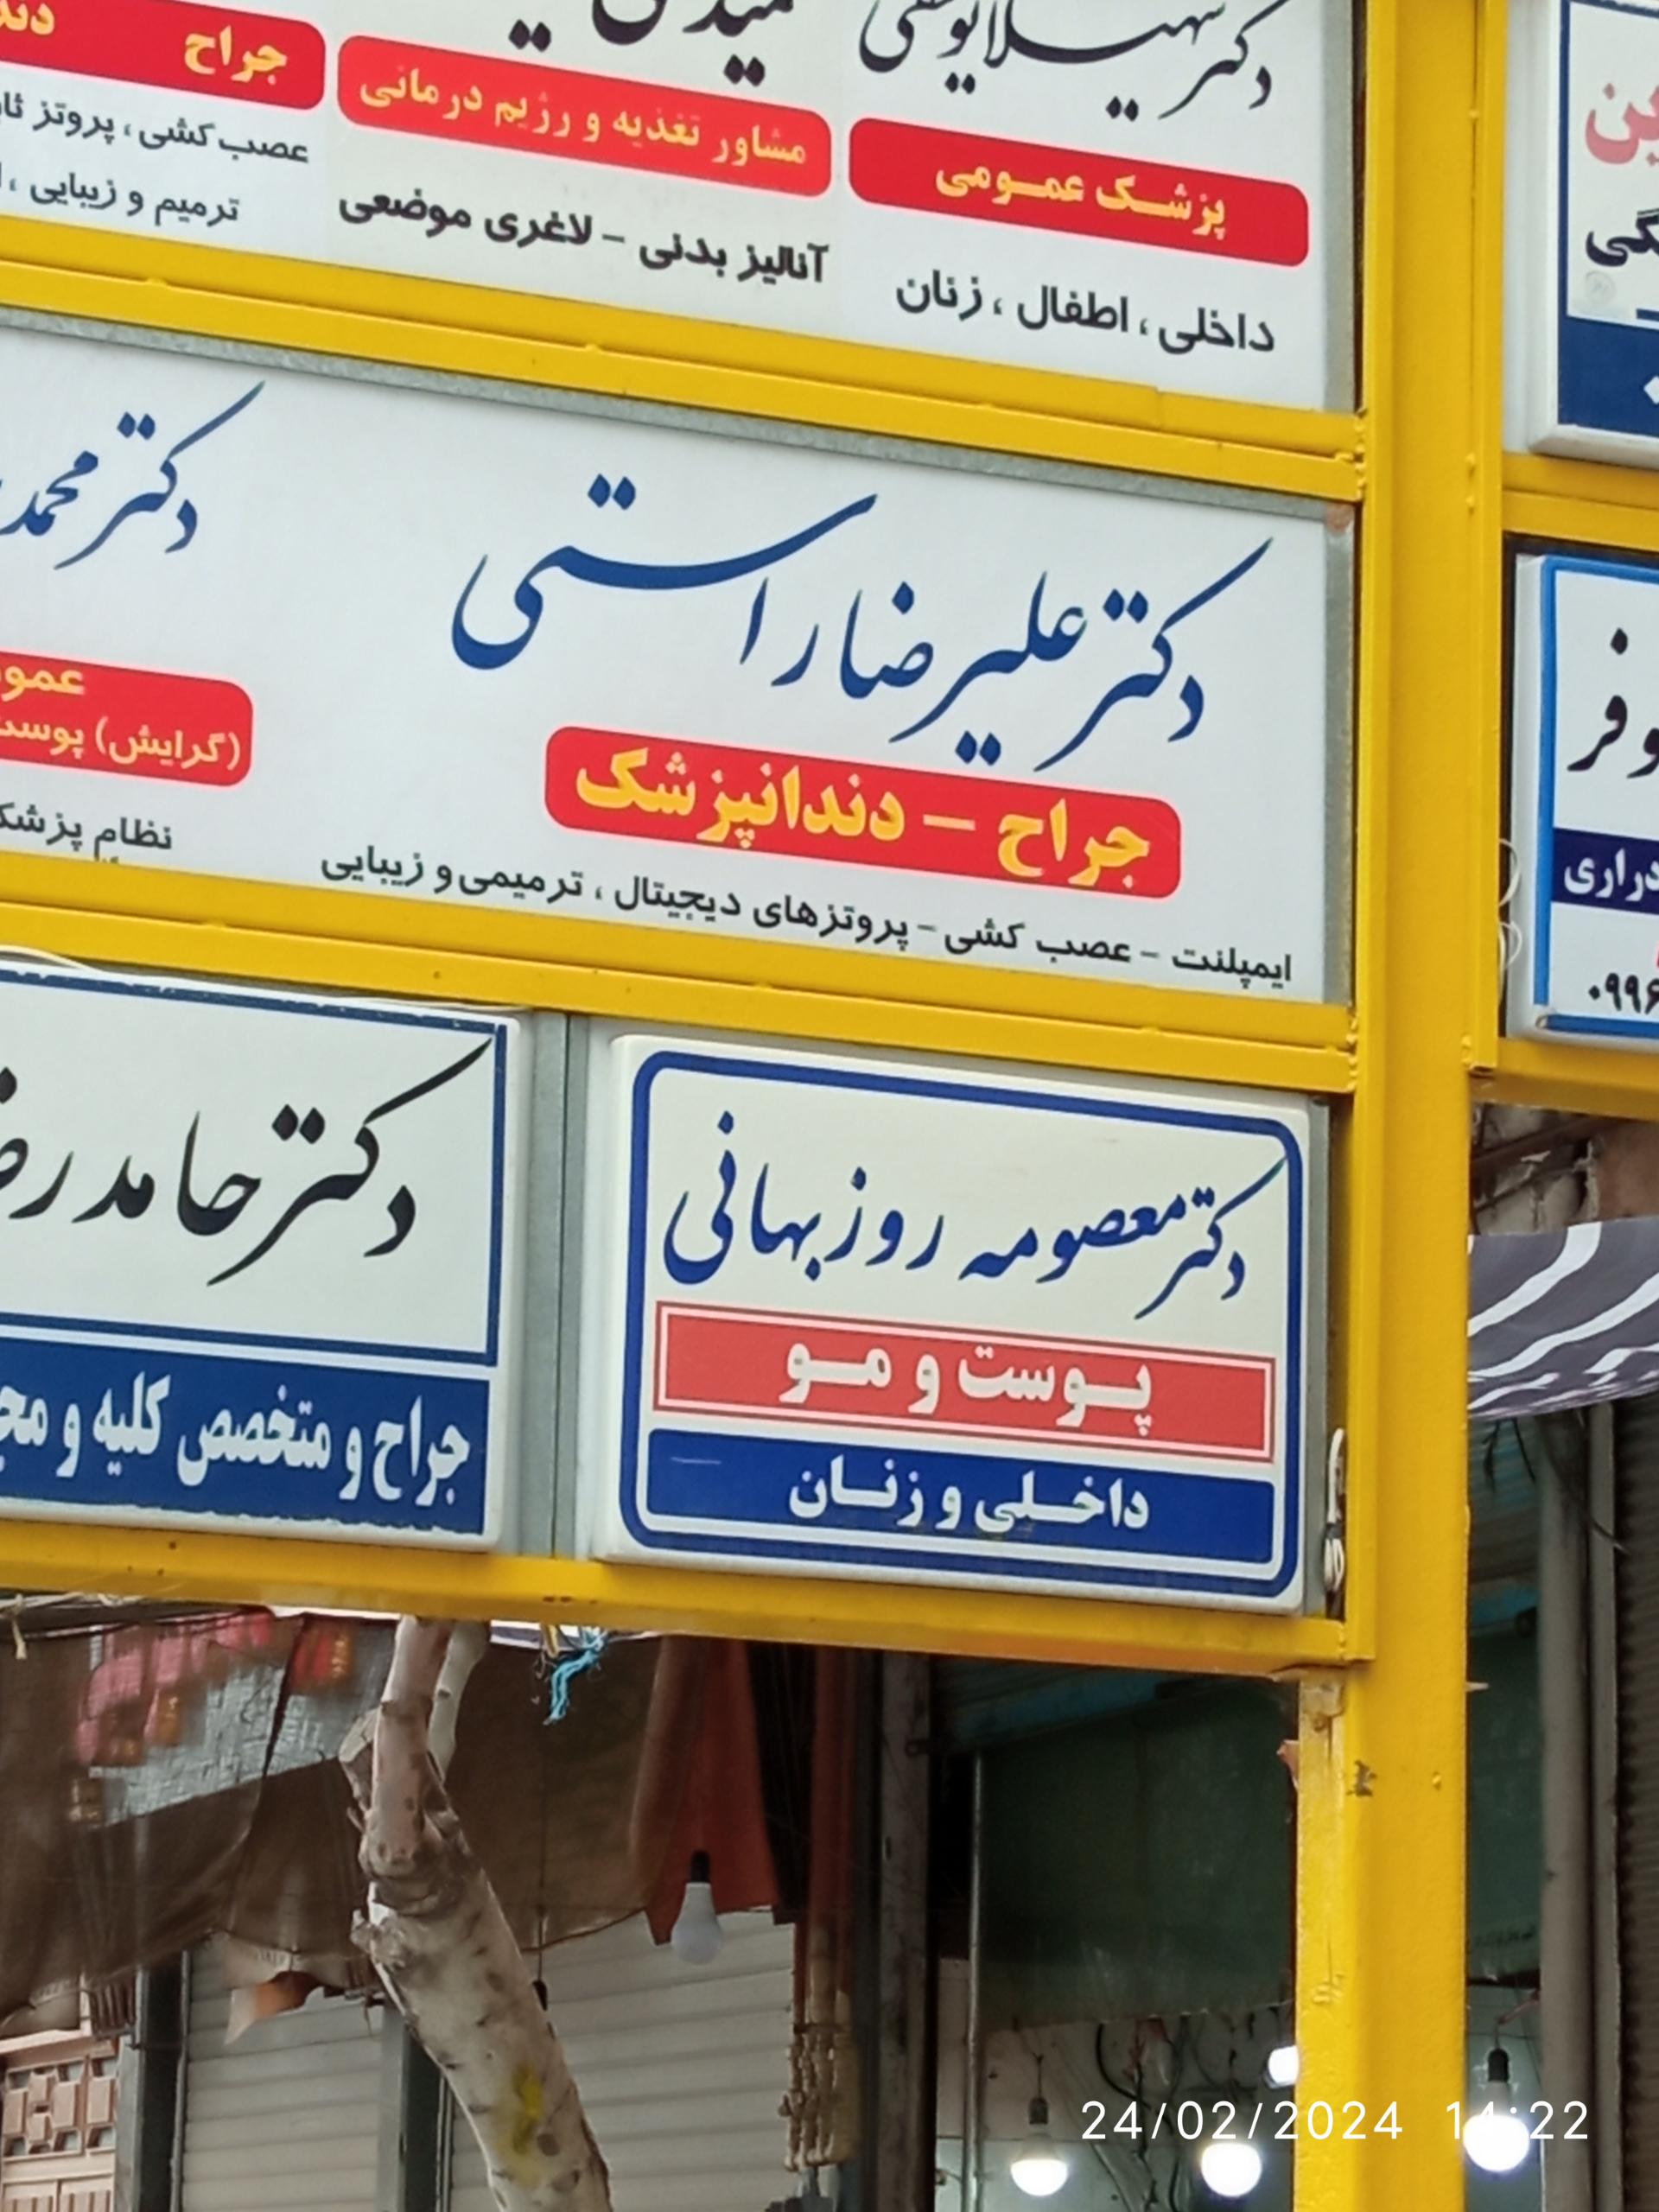 دکتر سهیلا یوسفی
پزشک عمومی
داخلی ، اطفال ، زنان
مشاور تغذیه و رژیم درمانی
آنالیز بدنی - لاغری موضعی
جراح
عصب کشی ، پروتز
ترمیم و زیبایی ،
دکتر علیرضا راستی
جراح - دندانپزشک
ایمپلنت - عصب کشی - پروتزهای دیجیتال ، ترمیمی و زیبایی
دکتر محمد
(گرایش) پوست
نظام
دکتر معصومه روزبهانی
پوست و مو
داخلی و زنان
دکتر حامد
جراح و متخصص کلیه و
24/02/2024 14:22